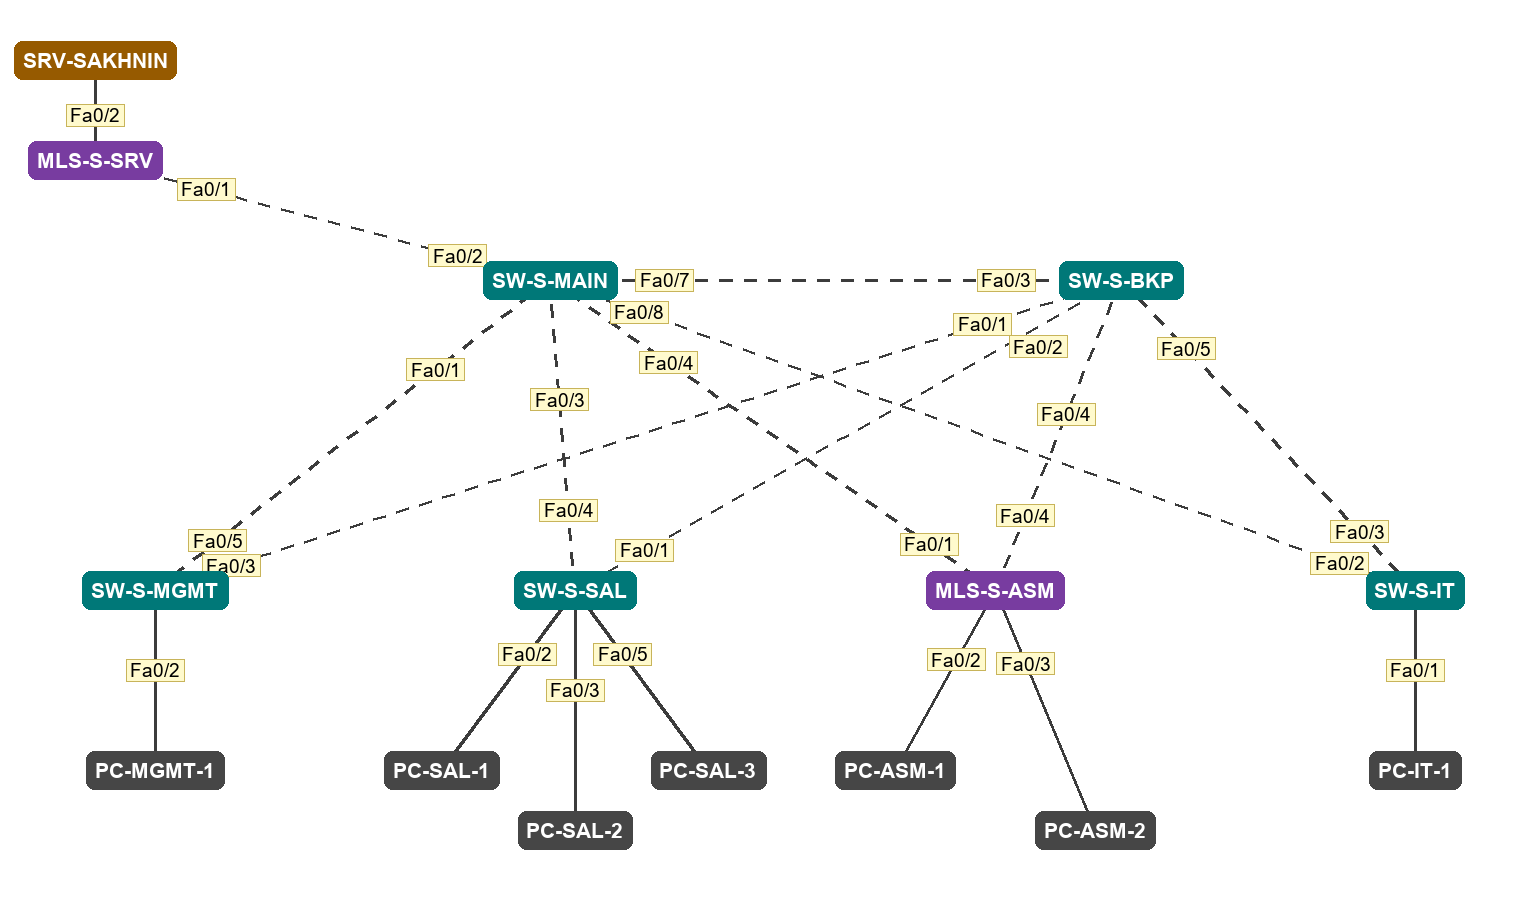 SRV-SAKHNIN
Fa0/2
MLS-S-SRV
Fa0/1
Fa0/2
SW-S-MAIN
Fa0/7
Fa0/3
SW-S-BKP
Fa0/8
Fa0/1
Fa0/2
Fa0/5
Fa0/1
Fa0/4
Fa0/3
Fa0/4
Fa0/5
Fa0/3
Fa0/4
Fa0/1
Fa0/1
Fa0/4
Fa0/3
Fa0/2
SW-S-MGMT
SW-S-SAL
MLS-S-ASM
SW-S-IT
Fa0/2
Fa0/2
Fa0/3
Fa0/5
Fa0/2
Fa0/3
Fa0/1
PC-MGMT-1
PC-SAL-1
PC-SAL-3
PC-ASM-1
PC-IT-1
PC-SAL-2
PC-ASM-2